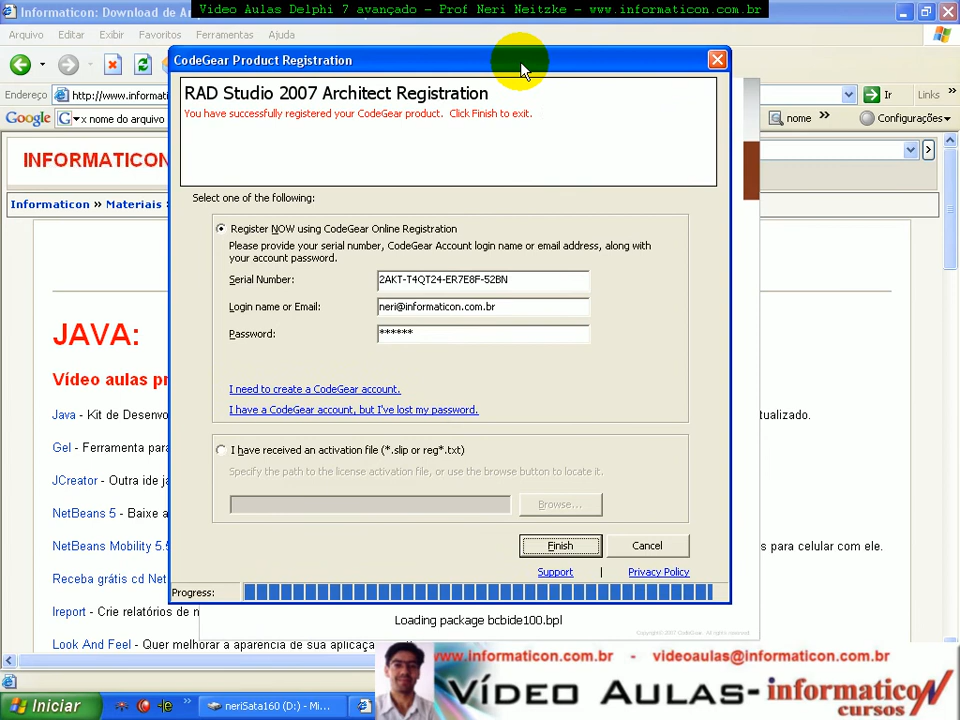 Informaticon: Download de Ar
Vídeo Aulas Delphi 7 avançado - Prof Neri Neitzke - www.informaticon.com.br
Arquivo Editar Exibir Favoritos Ferramentas Ajuda
CodeGear Product Registration
RAD Studio 2007 Architect Registration
You have successfully registered your CodeGear product. Click Finish to exit.
Endereço http://www.informati
Ir Links »
Google G x nome do arquivo
nome » Configurações
INFORMATICON
Informaticon » Materiais
Select one of the following:
Register NOW using CodeGear Online Registration
Please provide your serial number, CodeGear Account login name or email address, along with
your account password.
Serial Number: 2AKT-T4QT24-ER7E8F-52BN
Login name or Email: neri@informaticon.com.br
Password: ******
I need to create a CodeGear account.
I have a CodeGear account, but I've lost my password.
I have received an activation file (*.slip or reg*.txt)
Specify the path to the license activation file, or use the browse button to locate it.
Browse...
Finish Cancel
Support | Privacy Policy
Progress:
Loading package bcbide100.bpl
Copyright© 2007 CodeGear. All rights reserved.
JAVA:
Vídeo aulas pr
Java - Kit de Desenvo
tualizado.
Gel - Ferramenta para
JCreator - Outra ide ja
NetBeans 5 - Baixe a
NetBeans Mobility 5.5
s para celular com ele.
Receba grátis cd Net
Ireport - Crie relatórios de n
Look And Feel - Quer melhorar a aparência de sua aplicaç
www.informaticon.com.br - videoaulas@informaticon.com.br
VÍDEO AULAS- informaticon
cursos
Iniciar » neriSata160 (D:) - Mi...